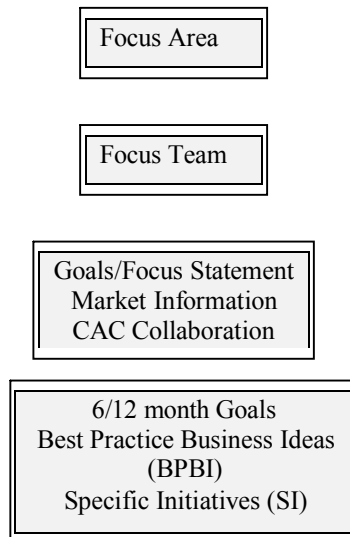 Focus Area
Focus Team
Goals/Focus Statement
Market Information
CAC Collaboration
6/12 month Goals
Best Practice Business Ideas
(BPBI)
Specific Initiatives (SI)